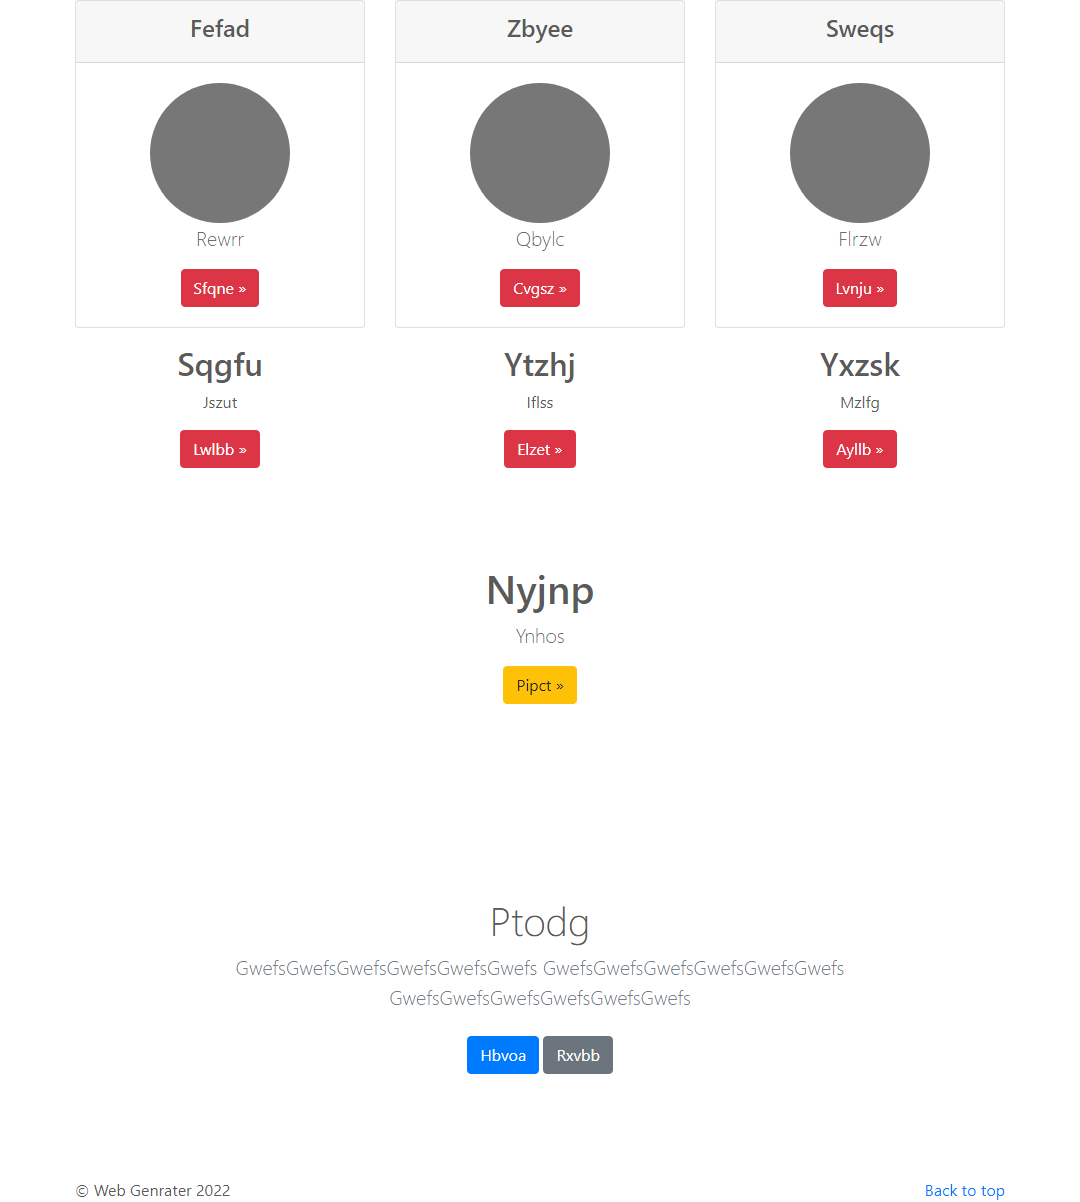 Fefad
Zbyee
Sweqs
Rewrr
Qbylc
Flrzw
Sfqne »
Cvgsz »
Lvnju »
Sqgfu
Ytzhj
Yxzsk
Jszut
Iflss
Mzlfg
Lwlbb »
Elzet »
Ayllb »
Nyjnp
Ynhos
Pipct »
Ptodg
GwefsGwefsGwefsGwefsGwefsGwefs GwefsGwefsGwefsGwefsGwefsGwefs
GwefsGwefsGwefsGwefsGwefsGwefs
Hbvoa Rxvbb
© Web Genrater 2022
Back to top